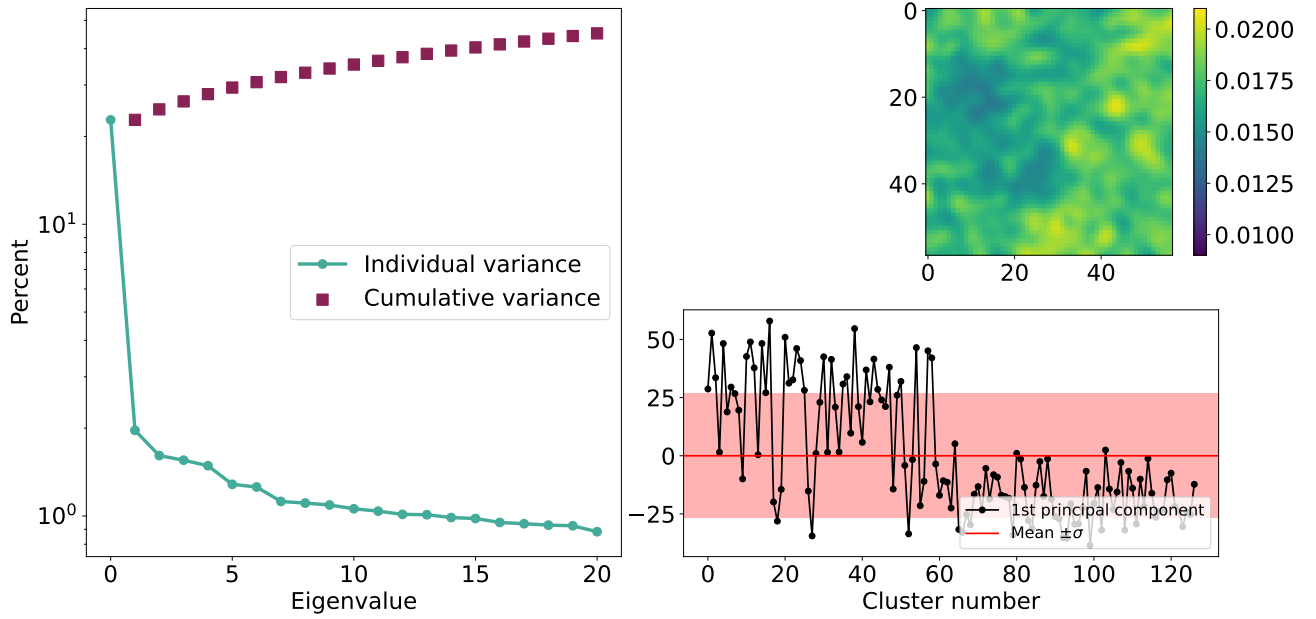 Percent
10¹
10⁰
Individual variance
Cumulative variance
0 5 10 15 20
Eigenvalue
0
20
40
0 20 40
0.0200
0.0175
0.0150
0.0125
0.0100
50
25
0
−25
1st principal component
Mean ±σ
0 20 40 60 80 100 120
Cluster number